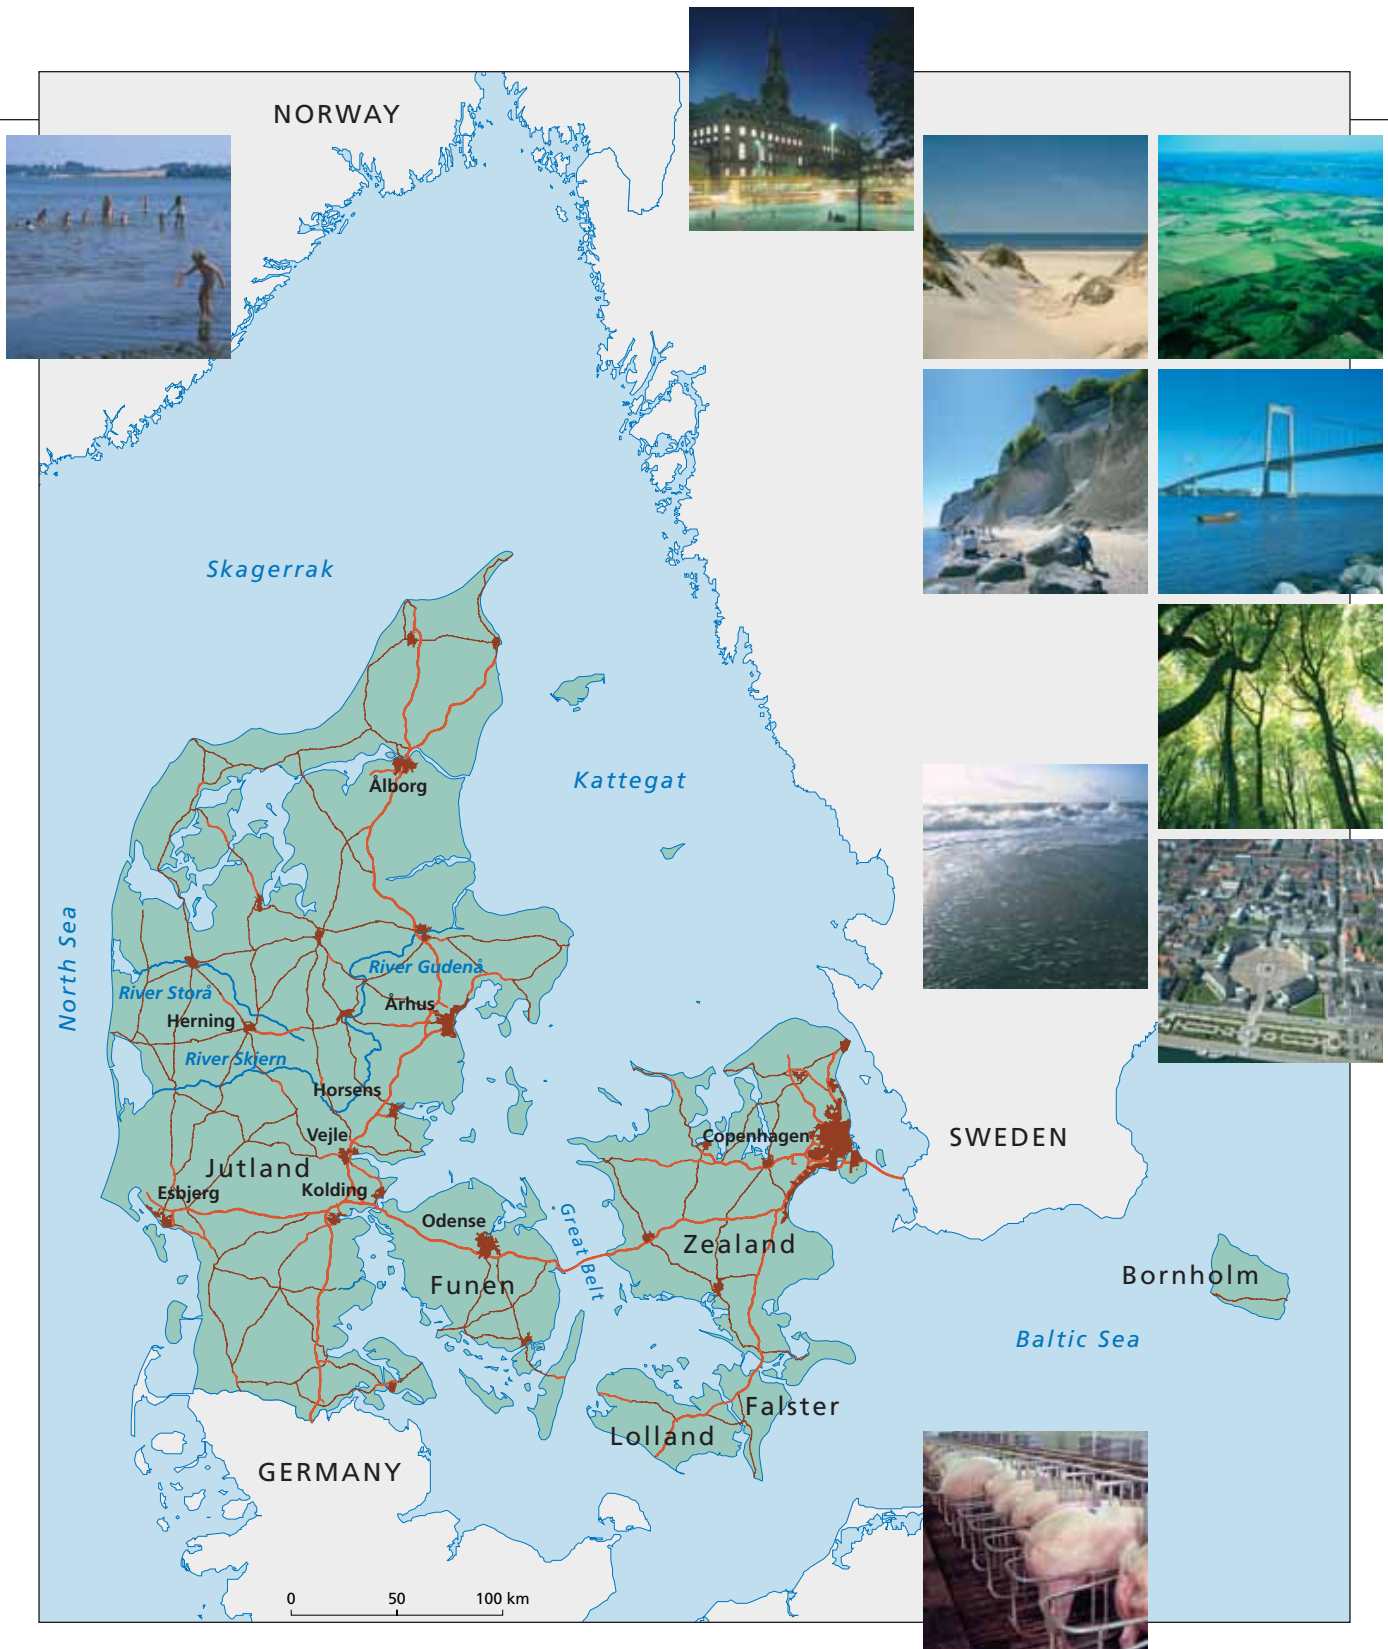 NORWAY
Skagerrak
Kattegat
Ålborg
North Sea
River Gudenå
River Storå
Århus
Herning
River Skjern
Horsens
Vejle
Copenhagen
SWEDEN
Jutland
Kolding
Esbjerg
Odense
Great Belt
Zealand
Funen
Bornholm
Baltic Sea
Falster
Lolland
GERMANY
0 50 100 km